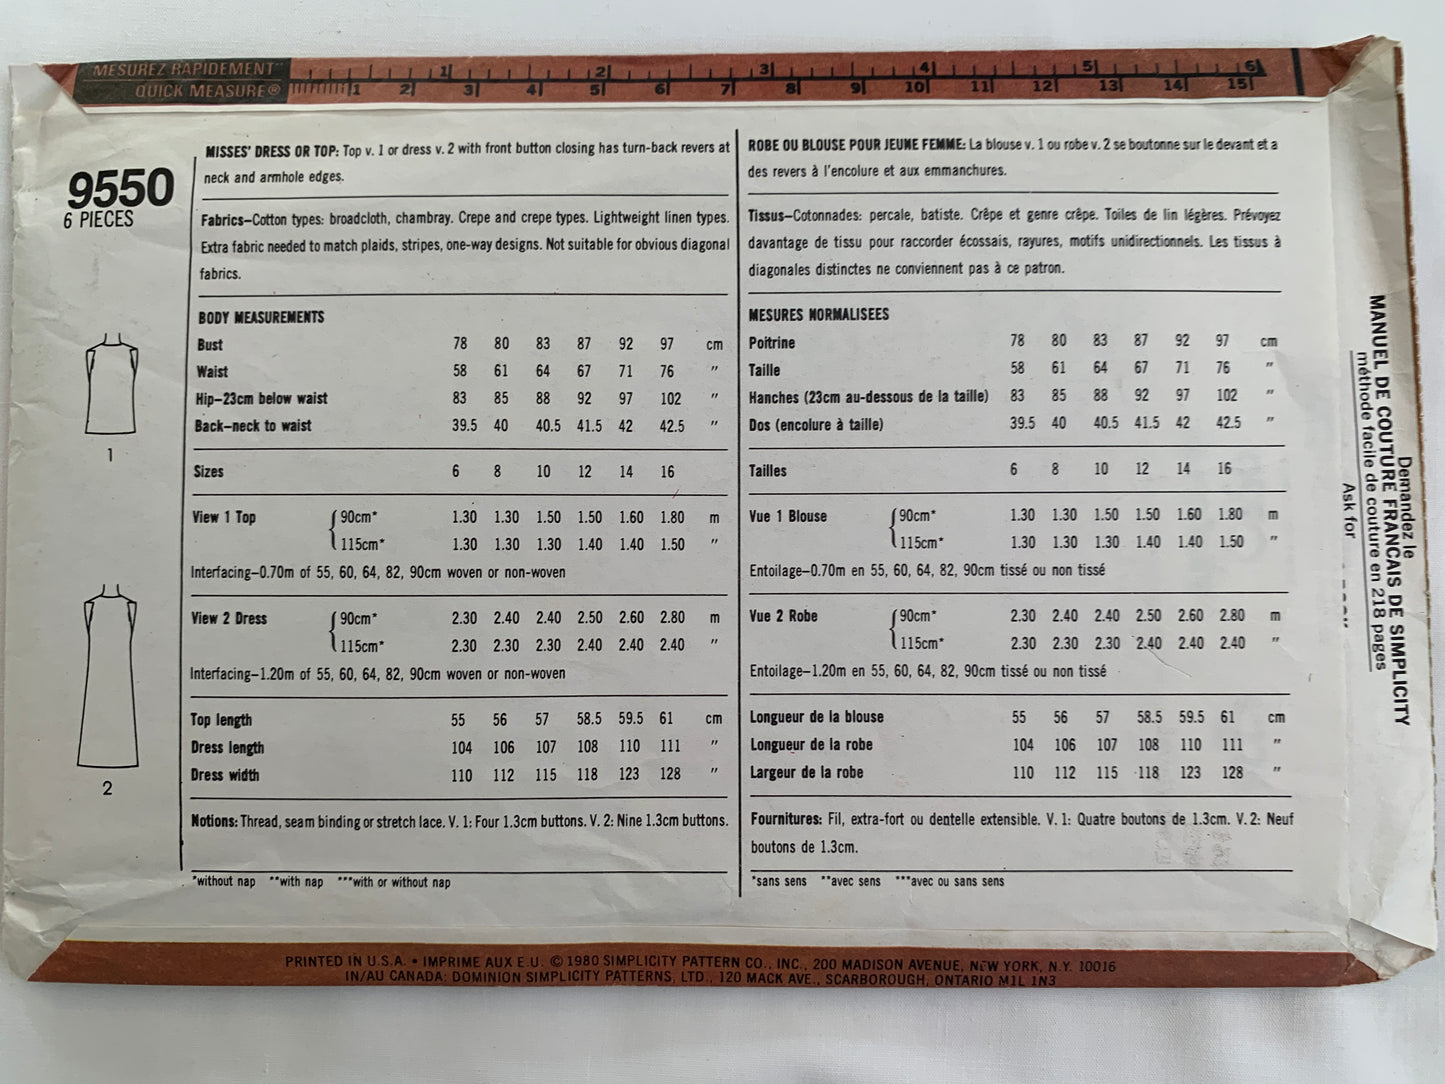 MESUREZ RAPIDEMENT
QUICK MEASURE®
1 2 3 4 5 6
1 2 3 4 5 6 7 8 9 10 11 12 13 14 15
9550
6 PIECES
1
2
MISSES' DRESS OR TOP: Top v. 1 or dress v. 2 with front button closing has turn-back revers at
neck and armhole edges.
Fabrics—Cotton types: broadcloth, chambray. Crepe and crepe types. Lightweight linen types.
Extra fabric needed to match plaids, stripes, one-way designs. Not suitable for obvious diagonal
fabrics.
BODY MEASUREMENTS
Bust 78 80 83 87 92 97 cm
Waist 58 61 64 67 71 76 "
Hip—23cm below waist 83 85 88 92 97 102 "
Back—neck to waist 39.5 40 40.5 41.5 42 42.5 "
Sizes 6 8 10 12 14 16
View 1 Top { 90cm* 1.30 1.30 1.50 1.50 1.60 1.80 m
115cm* 1.30 1.30 1.30 1.40 1.40 1.50 "
Interfacing—0.70m of 55, 60, 64, 82, 90cm woven or non-woven
View 2 Dress { 90cm* 2.30 2.40 2.40 2.50 2.60 2.80 m
115cm* 2.30 2.30 2.30 2.40 2.40 2.40 "
Interfacing—1.20m of 55, 60, 64, 82, 90cm woven or non-woven
Top length 55 56 57 58.5 59.5 61 cm
Dress length 104 106 107 108 110 111 "
Dress width 110 112 115 118 123 128 "
Notions: Thread, seam binding or stretch lace. V. 1: Four 1.3cm buttons. V. 2: Nine 1.3cm buttons.
*without nap **with nap ***with or without nap
ROBE OU BLOUSE POUR JEUNE FEMME: La blouse v. 1 ou robe v. 2 se boutonne sur le devant et a
des revers à l'encolure et aux emmanchures.
Tissus—Cotonnades: percale, batiste. Crêpe et genre crêpe. Toiles de lin légères. Prévoyez
davantage de tissu pour raccorder écossais, rayures, motifs unidirectionnels. Les tissus à
diagonales distinctes ne conviennent pas à ce patron.
MESURES NORMALISEES
Poitrine 78 80 83 87 92 97 cm
Taille 58 61 64 67 71 76 "
Hanches (23cm au-dessous de la taille) 83 85 88 92 97 102 "
Dos (encolure à taille) 39.5 40 40.5 41.5 42 42.5 "
Tailles 6 8 10 12 14 16
Vue 1 Blouse { 90cm* 1.30 1.30 1.50 1.50 1.60 1.80 m
115cm* 1.30 1.30 1.30 1.40 1.40 1.50 "
Entoilage—0.70m en 55, 60, 64, 82, 90cm tissé ou non tissé
Vue 2 Robe { 90cm* 2.30 2.40 2.40 2.50 2.60 2.80 m
115cm* 2.30 2.30 2.30 2.40 2.40 2.40 "
Entoilage—1.20m en 55, 60, 64, 82, 90cm tissé ou non tissé
Longueur de la blouse 55 56 57 58.5 59.5 61 cm
Longueur de la robe 104 106 107 108 110 111 "
Largeur de la robe 110 112 115 118 123 128 "
Fournitures: Fil, extra-fort ou dentelle extensible. V. 1: Quatre boutons de 1.3cm. V. 2: Neuf
boutons de 1.3cm.
*sans sens **avec sens ***avec ou sans sens
Demandez le
MANUEL DE COUTURE FRANCAIS DE SIMPLICITY
méthode facile de couture en 218 pages
Ask for
PRINTED IN U.S.A. • IMPRIME AUX E.U. © 1980 SIMPLICITY PATTERN CO., INC., 200 MADISON AVENUE, NEW YORK, N.Y. 10016
IN/AU CANADA: DOMINION SIMPLICITY PATTERNS, LTD., 120 MACK AVE., SCARBOROUGH, ONTARIO M1L 1N3